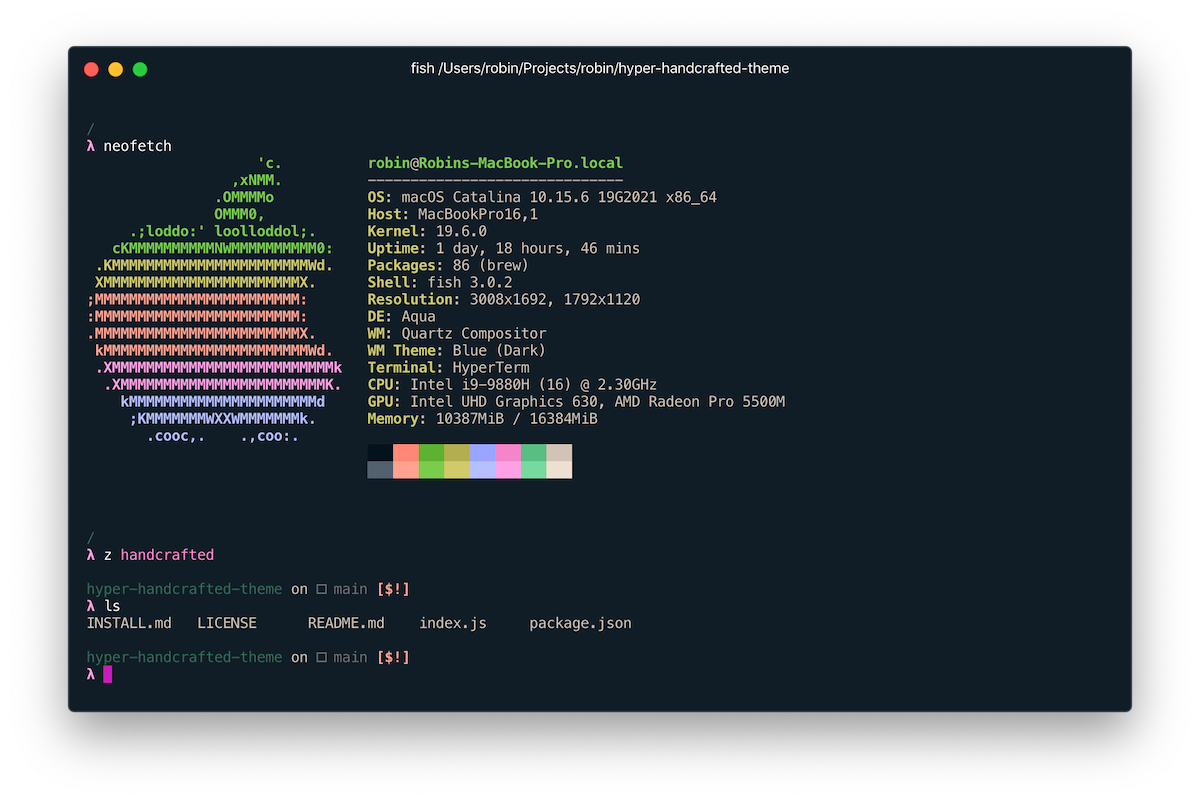 fish /Users/robin/Projects/robin/hyper-handcrafted-theme
/
λ neofetch
                    'c.          robin@Robins-MacBook-Pro.local
                 ,xNMM.          ------------------------------
               .OMMMMo           OS: macOS Catalina 10.15.6 19G2021 x86_64
               OMMM0,            Host: MacBookPro16,1
     .;loddo:' loolloddol;.      Kernel: 19.6.0
   cKMMMMMMMMMMNWMMMMMMMMMM0:    Uptime: 1 day, 18 hours, 46 mins
 .KMMMMMMMMMMMMMMMMMMMMMMMWd.    Packages: 86 (brew)
 XMMMMMMMMMMMMMMMMMMMMMMMX.      Shell: fish 3.0.2
;MMMMMMMMMMMMMMMMMMMMMMMM:       Resolution: 3008x1692, 1792x1120
:MMMMMMMMMMMMMMMMMMMMMMMM:       DE: Aqua
.MMMMMMMMMMMMMMMMMMMMMMMMX.      WM: Quartz Compositor
 kMMMMMMMMMMMMMMMMMMMMMMMMWd.    WM Theme: Blue (Dark)
 .XMMMMMMMMMMMMMMMMMMMMMMMMMMk   Terminal: HyperTerm
  .XMMMMMMMMMMMMMMMMMMMMMMMMK.   CPU: Intel i9-9880H (16) @ 2.30GHz
    kMMMMMMMMMMMMMMMMMMMMMMd     GPU: Intel UHD Graphics 630, AMD Radeon Pro 5500M
     ;KMMMMMMMWXXWMMMMMMMk.      Memory: 10387MiB / 16384MiB
       .cooc,.    .,coo:.
/
λ z handcrafted
hyper-handcrafted-theme on □ main [$!]
λ ls
INSTALL.md   LICENSE      README.md    index.js     package.json
hyper-handcrafted-theme on □ main [$!]
λ